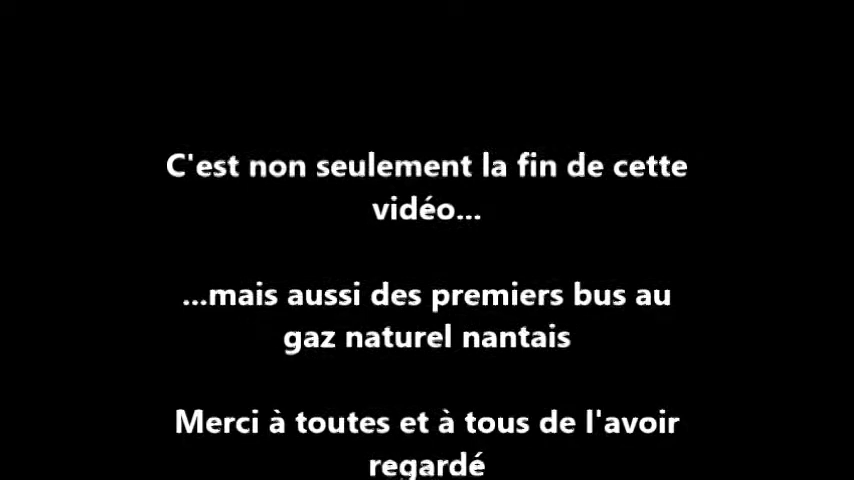 C'est non seulement la fin de cette
vidéo...
...mais aussi des premiers bus au
gaz naturel nantais
Merci à toutes et à tous de l'avoir
regardé